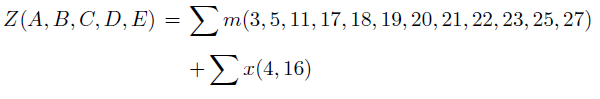 Z(A, B, C, D, E) = ∑ m(3, 5, 11, 17, 18, 19, 20, 21, 22, 23, 25, 27)
+ ∑ x(4, 16)